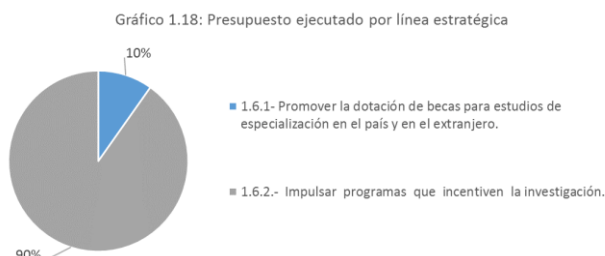 Gráfico 1.18: Presupuesto ejecutado por línea estratégica
10%
1.6.1- Promover la dotación de becas para estudios de
especialización en el país y en el extranjero.
1.6.2.- Impulsar programas que incentiven la investigación.
90%